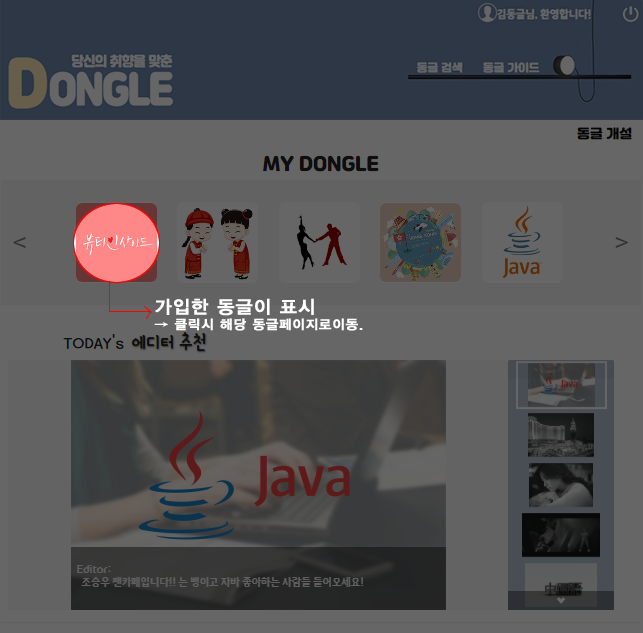 김동글님, 환영합니다!
당신의 취향을 맞춘
DONGLE
동글 검색 동글 가이드
동글 개설
MY DONGLE
< >
뷰티인사이드
Java
가입한 동글이 표시
→ 클릭시 해당 동글페이지로이동.
TODAY's 에디터 추천
Java
Java
Editor:
조승우 팬카페입니다!! 는 뻥이고 자바 좋아하는 사람들 들어오세요!